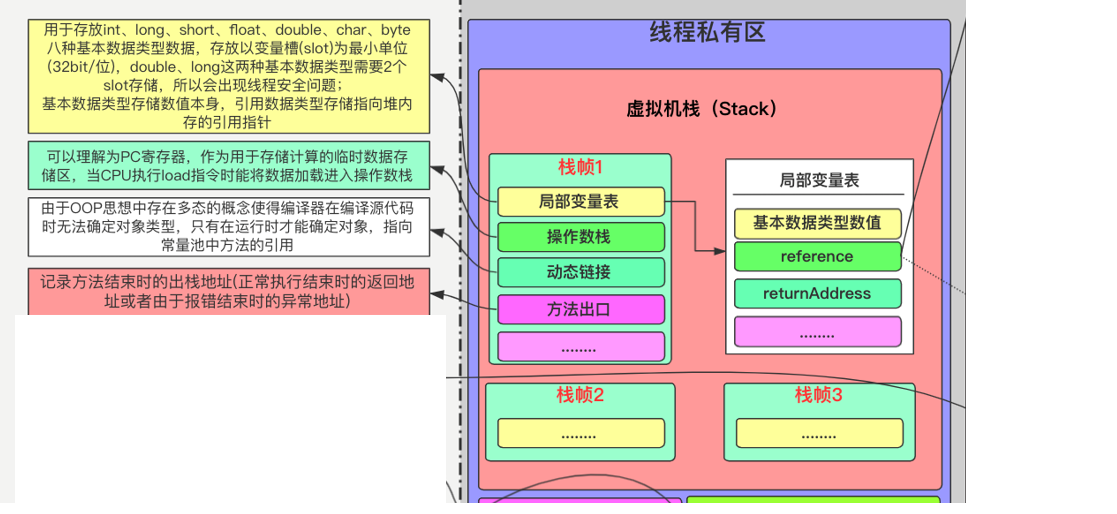 用于存放int、long、short、float、double、char、byte
八种基本数据类型数据，存放以变量槽(slot)为最小单位
(32bit/位)，double、long这两种基本数据类型需要2个
slot存储，所以会出现线程安全问题；
基本数据类型存储数值本身，引用数据类型存储指向堆内
存的引用指针
可以理解为PC寄存器，作为用于存储计算的临时数据存
储区，当CPU执行load指令时能将数据加载进入操作数栈
由于OOP思想中存在多态的概念使得编译器在编译源代码
时无法确定对象类型，只有在运行时才能确定对象，指向
常量池中方法的引用
记录方法结束时的出栈地址(正常执行结束时的返回地
址或者由于报错结束时的异常地址)
线程私有区
虚拟机栈（Stack）
栈帧1
局部变量表
操作数栈
动态链接
方法出口
........
局部变量表
基本数据类型数值
reference
returnAddress
........
栈帧2
........
栈帧3
........